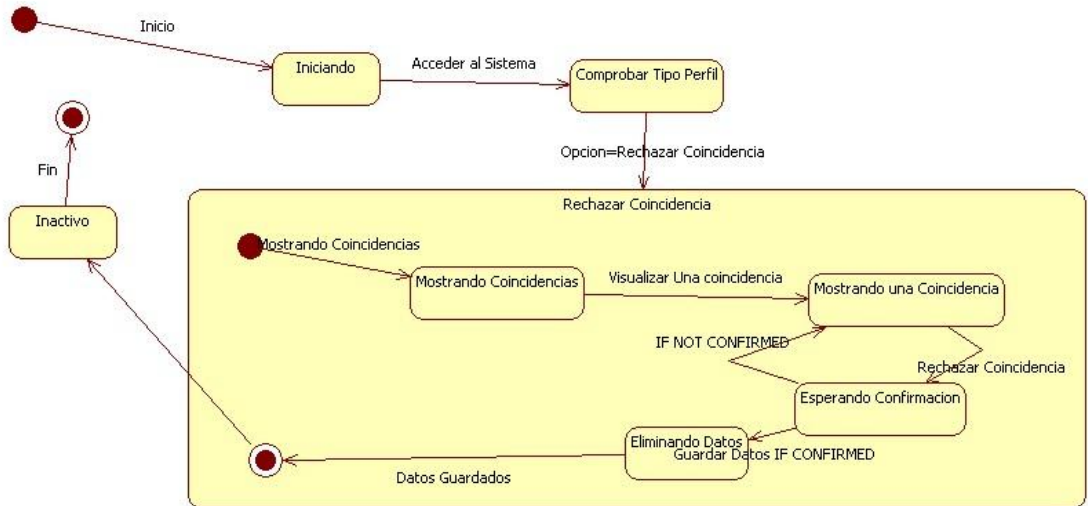 Inicio
Iniciando
Acceder al Sistema
Comprobar Tipo Perfil
Opcion=Rechazar Coincidencia
Fin
Inactivo
Rechazar Coincidencia
Mostrando Coincidencias
Mostrando Coincidencias
Visualizar Una coincidencia
Mostrando una Coincidencia
IF NOT CONFIRMED
Rechazar Coincidencia
Esperando Confirmacion
Eliminando Datos
Guardar Datos IF CONFIRMED
Datos Guardados